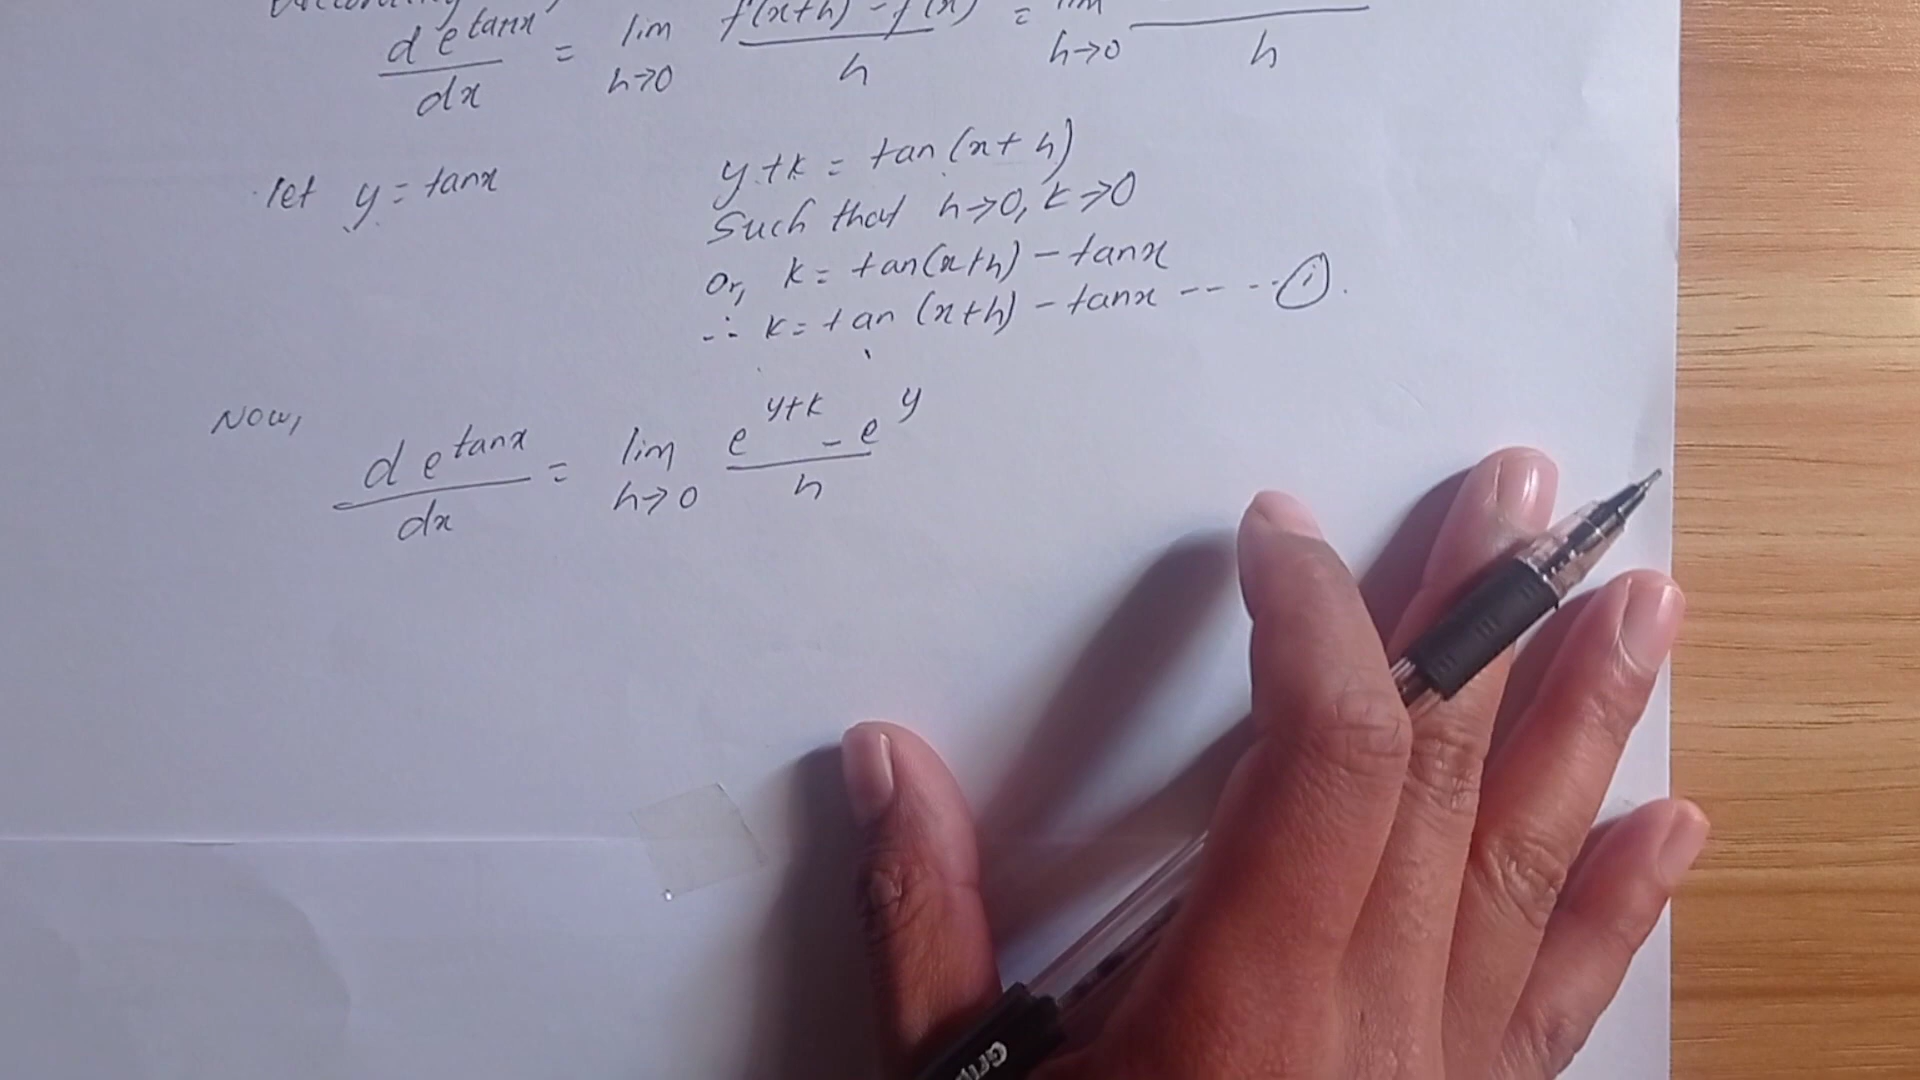 d e^tanx / dx = lim h→0 f(x+h) - f(x) / h = lim h→0 / h
let y = tanx
y+k = tan(x+h)
Such that h→0, k→0
or, k = tan(x+h) - tanx
∴ k = tan(x+h) - tanx ---- (i).
Now,
d e^tanx / dx = lim h→0 e^y+k - e^y / h